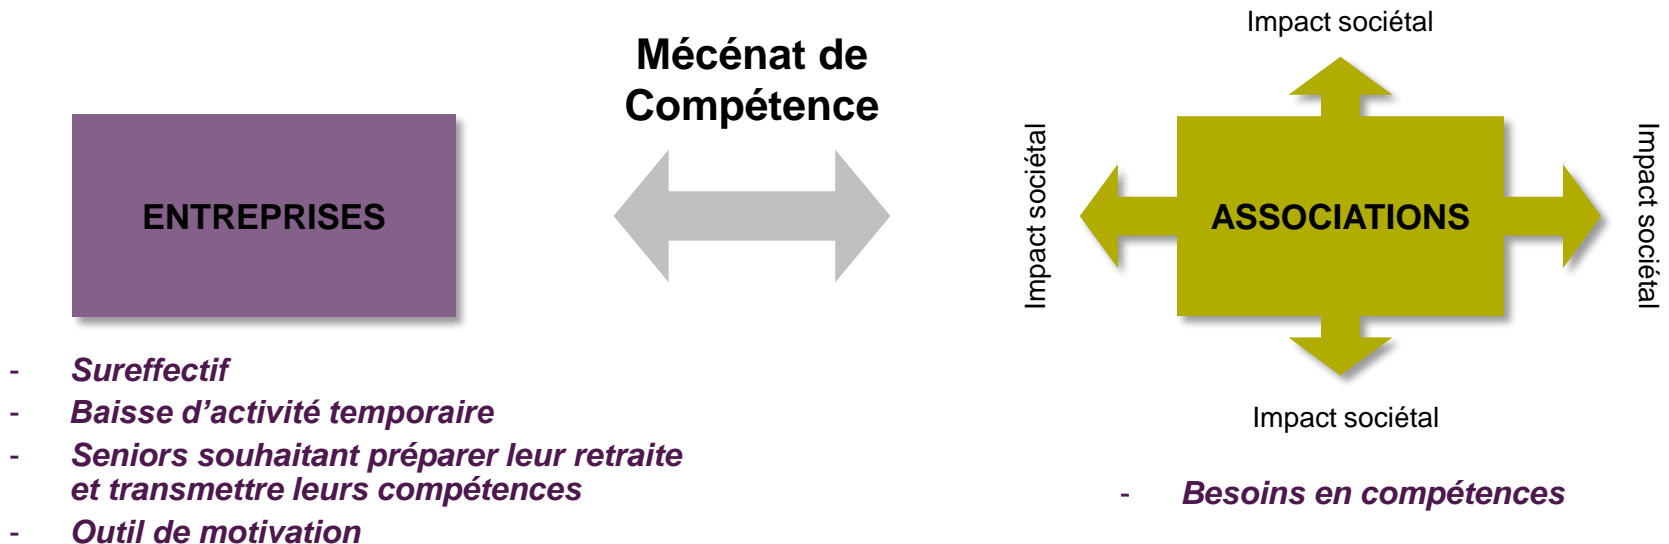 Impact sociétal
Mécénat de
Compétence
ENTREPRISES
Impact sociétal
ASSOCIATIONS
Impact sociétal
Impact sociétal
- Sureffectif
- Baisse d’activité temporaire
- Seniors souhaitant préparer leur retraite
et transmettre leurs compétences
- Outil de motivation
- Besoins en compétences